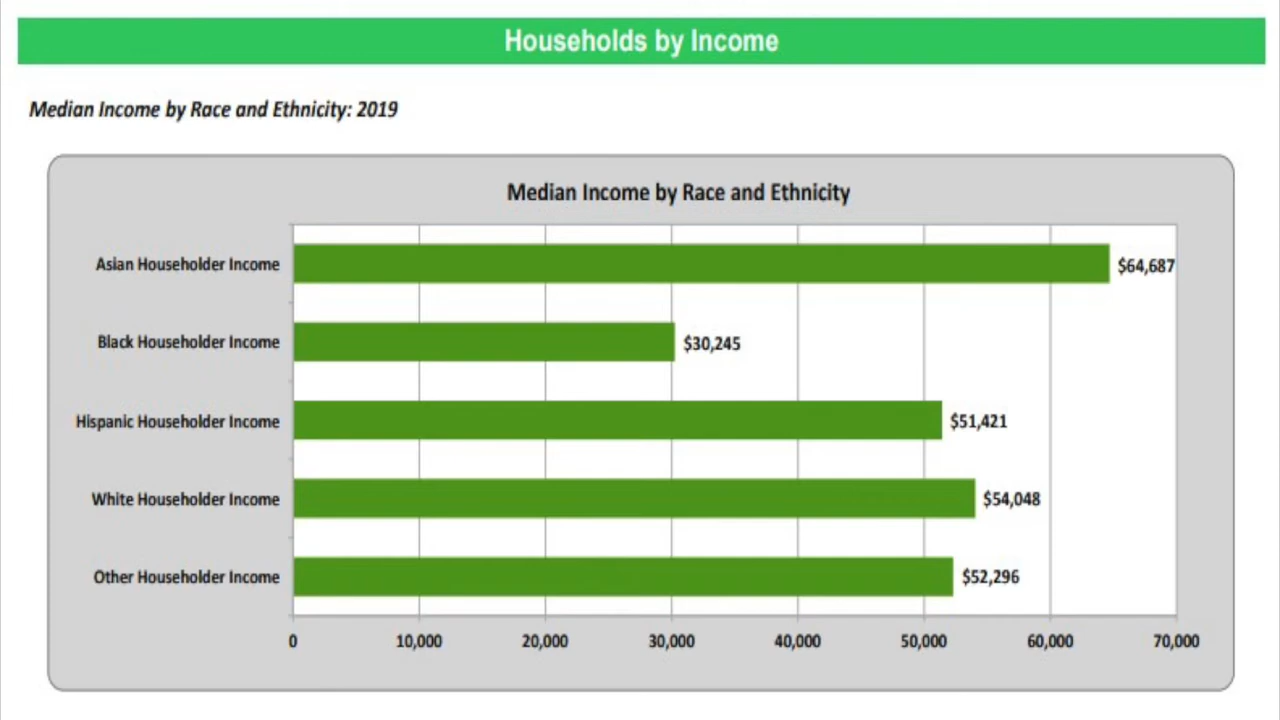 Households by Income
Median Income by Race and Ethnicity: 2019
Median Income by Race and Ethnicity
Asian Householder Income $64,687
Black Householder Income $30,245
Hispanic Householder Income $51,421
White Householder Income $54,048
Other Householder Income $52,296
0 10,000 20,000 30,000 40,000 50,000 60,000 70,000